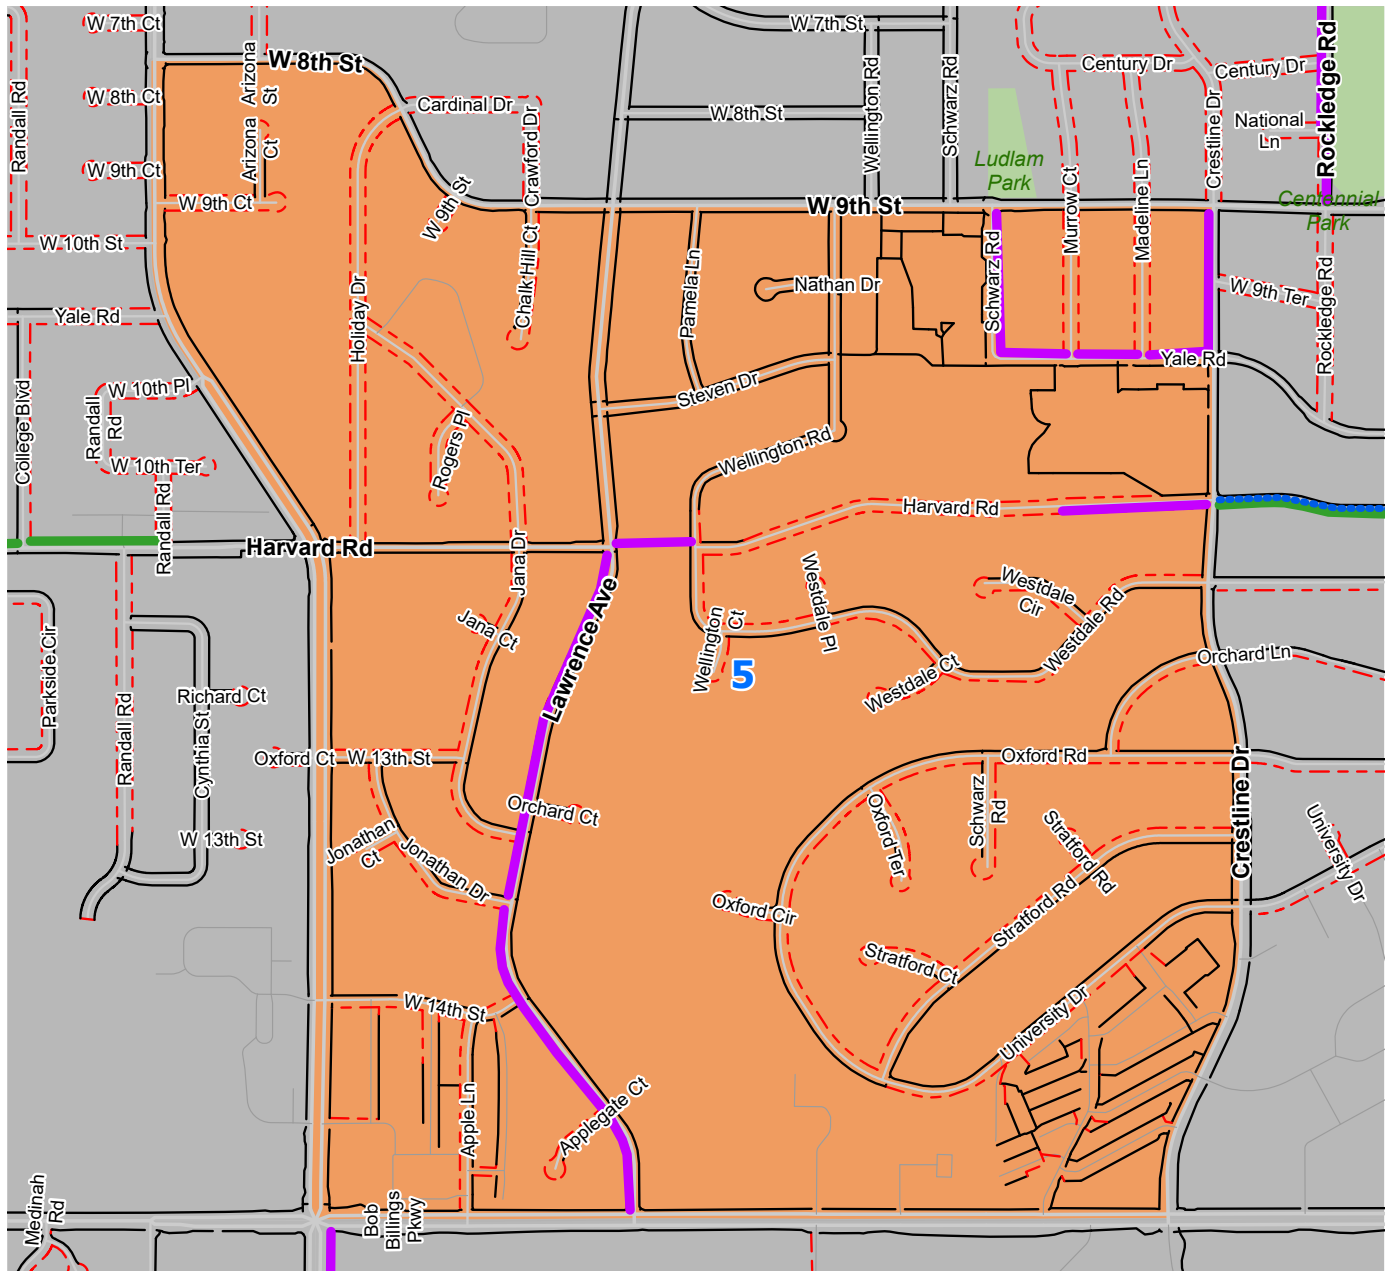 W 7th Ct
W 7th St
W 8th St
Arizona
St
Randall Rd
W 8th Ct
Cardinal Dr
Crawford Dr
W 8th St
Wellington Rd
Schwarz Rd
Century Dr
Century Dr
Crestline Dr
Rockledge Rd
National
Ln
Arizona
Ct
W 9th Ct
W 9th Ct
W 9th St
W 9th St
Ludlam
Park
Murrow Ct
Madeline Ln
Centennial
Park
W 10th St
Yale Rd
Holiday Dr
Chalk Hill Ct
Pamela Ln
Nathan Dr
Schwarz Rd
W 9th Ter
Rockledge Rd
Yale Rd
College Blvd
W 10th Pl
Randall
Rd
W 10th Ter
Randall Rd
Rogers Pl
Steven Dr
Wellington Rd
Harvard Rd
Harvard Rd
Jana Dr
Jana Ct
Lawrence Ave
Wellington
Ct
Westdale Pl
Westdale
Cir
Westdale Rd
Westdale Ct
Orchard Ln
5
Parkside Cir
Randall Rd
Richard Ct
Cynthia St
Oxford Ct
W 13th St
Oxford Rd
Crestline Dr
Orchard Ct
Oxford Ter
Schwarz
Rd
Stratford Rd
University Dr
W 13th St
Jonathan
Ct
Jonathan Dr
Oxford Cir
Stratford Rd
Stratford Ct
W 14th St
University Dr
Apple Ln
Applegate Ct
Medinah
Rd
Bob
Billings
Pkwy